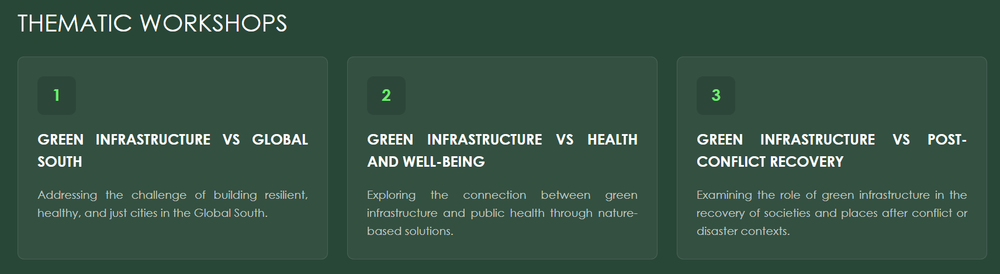 THEMATIC WORKSHOPS
1
GREEN INFRASTRUCTURE VS GLOBAL
SOUTH
Addressing the challenge of building resilient,
healthy, and just cities in the Global South.
2
GREEN INFRASTRUCTURE VS HEALTH
AND WELL-BEING
Exploring the connection between green
infrastructure and public health through nature-
based solutions.
3
GREEN INFRASTRUCTURE VS POST-
CONFLICT RECOVERY
Examining the role of green infrastructure in the
recovery of societies and places after conflict or
disaster contexts.